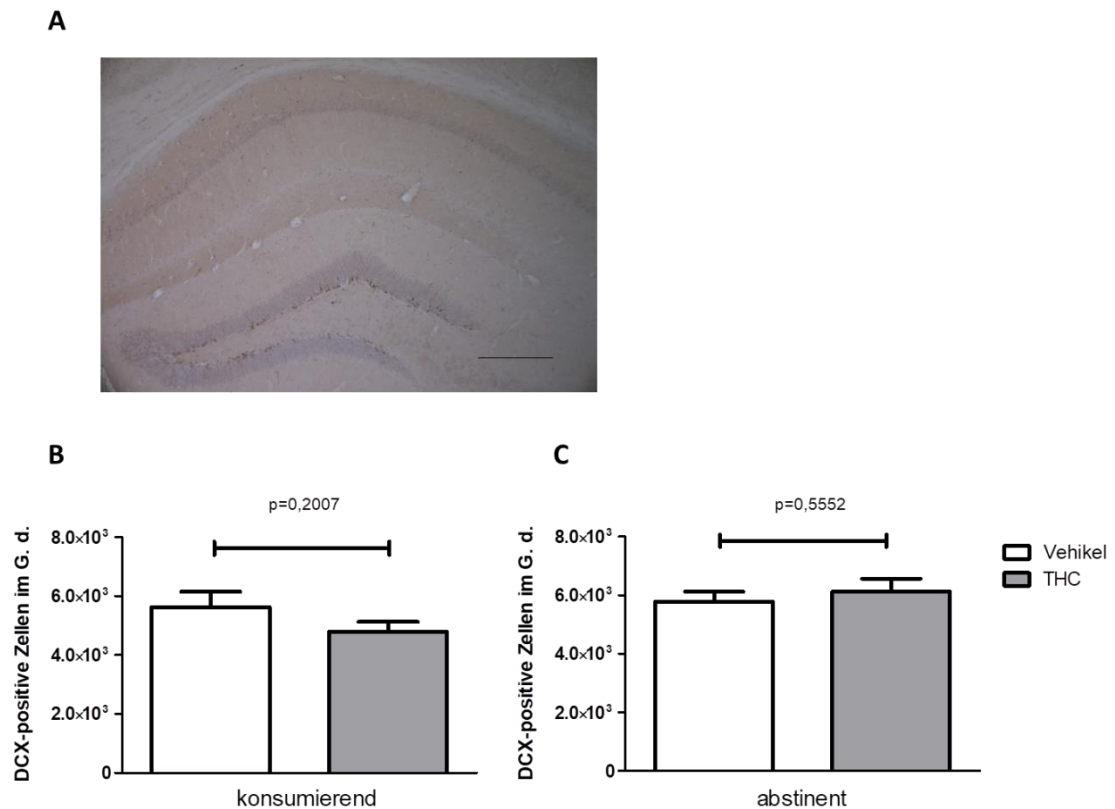 A
B
p=0,2007
DCX-positive Zellen im G. d.
8.0×10³
6.0×10³
4.0×10³
2.0×10³
0
konsumierend
C
p=0,5552
DCX-positive Zellen im G. d.
8.0×10³
6.0×10³
4.0×10³
2.0×10³
0
abstinent
Vehikel
THC